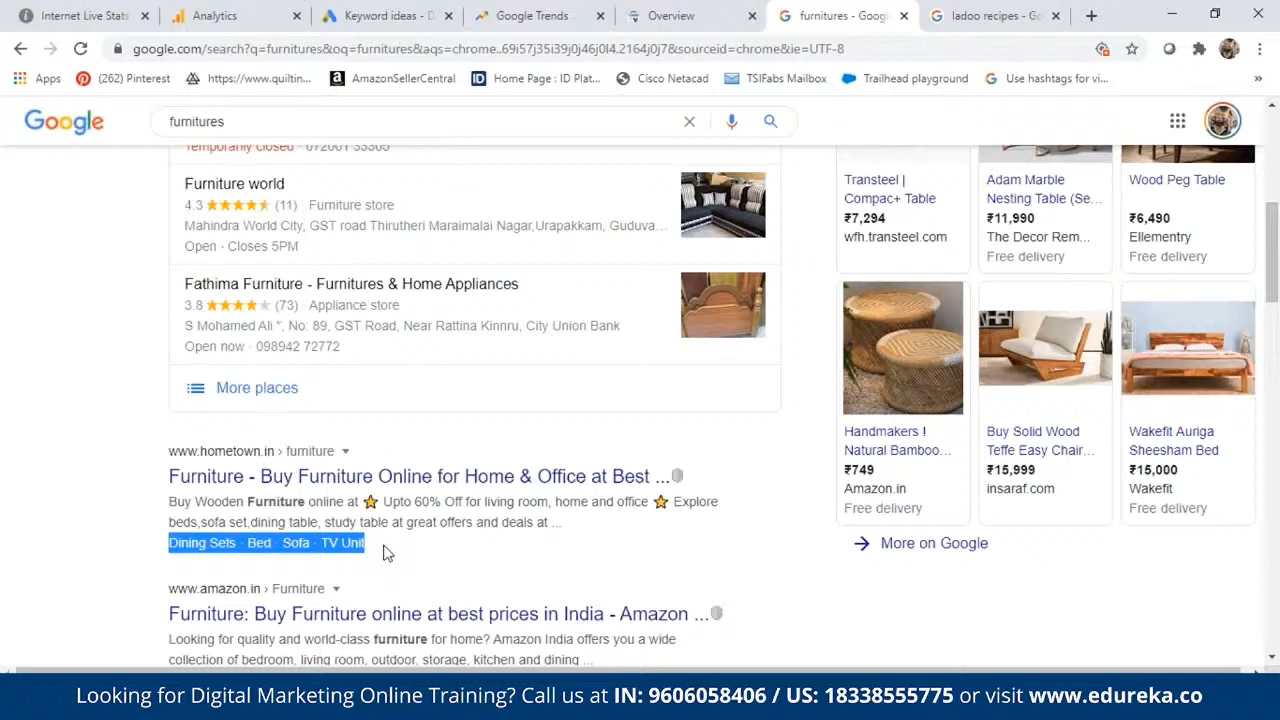 Internet Live Stats
Analytics
Keyword ideas - D
Google Trends
Overview
furnitures - Googl
ladoo recipes - Go
google.com/search?q=furnitures&oq=furnitures&aqs=chrome..69i57j35i39j0i46j0l4.2164j0j7&sourceid=chrome&ie=UTF-8
Apps
(262) Pinterest
https://www.quiltin...
AmazonSellerCentral
Home Page : ID Plat...
Cisco Netacad
TSIFabs Mailbox
Trailhead playground
Use hashtags for vi...
Google
furnitures
Temporarily closed · 072001 33365
Furniture world
4.3 (11) · Furniture store
Mahindra World City, GST road Thirutheri Maraimalai Nagar,Urapakkam, Guduva...
Open · Closes 5PM
Fathima Furniture - Furnitures & Home Appliances
3.8 (73) · Appliance store
S Mohamed Ali ", No: 89, GST Road, Near Rattina Kinnru, City Union Bank
Open now · 098942 72772
More places
www.hometown.in › furniture
Furniture - Buy Furniture Online for Home & Office at Best ...
Buy Wooden Furniture online at ⭐ Upto 60% Off for living room, home and office ⭐ Explore
beds,sofa set,dining table, study table at great offers and deals at ...
Dining Sets · Bed · Sofa · TV Unit
www.amazon.in › Furniture
Furniture: Buy Furniture online at best prices in India - Amazon ...
Looking for quality and world-class furniture for home? Amazon India offers you a wide
collection of bedroom, living room, outdoor, storage, kitchen and dining ...
Transteel |
Compac+ Table
₹7,294
wfh.transteel.com
Adam Marble
Nesting Table (Se...
₹11,990
The Decor Rem...
Free delivery
Wood Peg Table
₹6,490
Ellementry
Free delivery
Handmakers !
Natural Bamboo...
₹749
Amazon.in
Free delivery
Buy Solid Wood
Teffe Easy Chair...
₹15,999
insaraf.com
Wakefit Auriga
Sheesham Bed
₹15,000
Wakefit
Free delivery
More on Google
Looking for Digital Marketing Online Training? Call us at IN: 9606058406 / US: 18338555775 or visit www.edureka.co